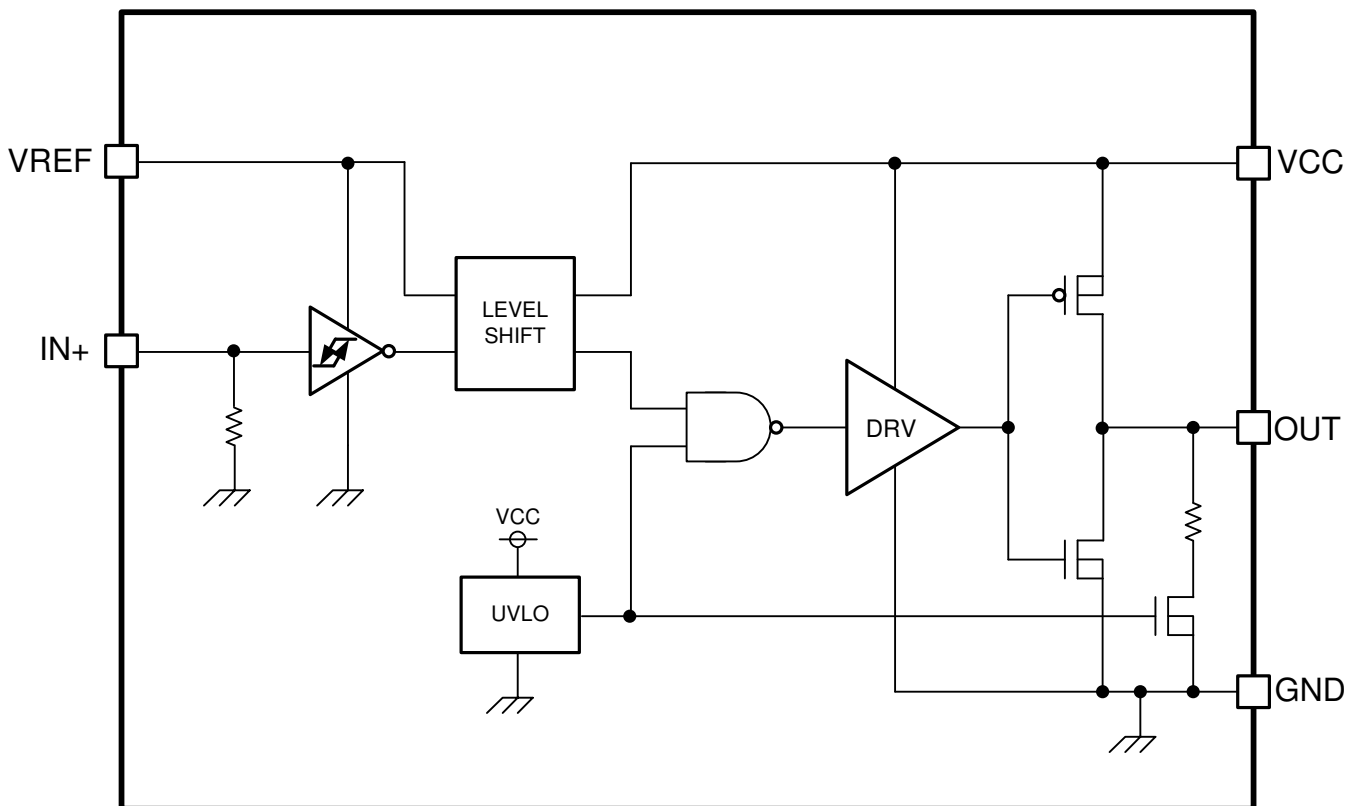 VREF
VCC
LEVEL
SHIFT
IN+
DRV
OUT
VCC
UVLO
GND